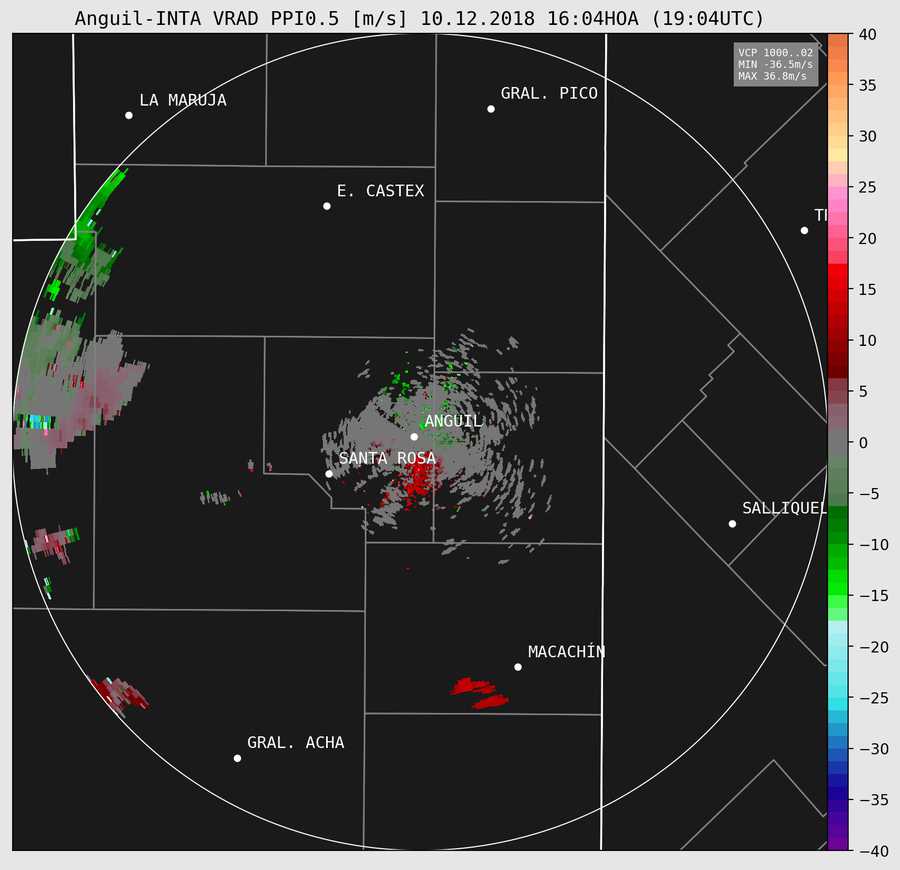 Anguil-INTA VRAD PPI0.5 [m/s] 10.12.2018 16:04HOA (19:04UTC)
VCP 1000..02
MIN -36.5m/s
MAX 36.8m/s
LA MARUJA
GRAL. PICO
E. CASTEX
ANGUIL
SANTA ROSA
SALLIQUEL
MACACHÍN
GRAL. ACHA
40
35
30
25
20
15
10
5
0
−5
−10
−15
−20
−25
−30
−35
−40